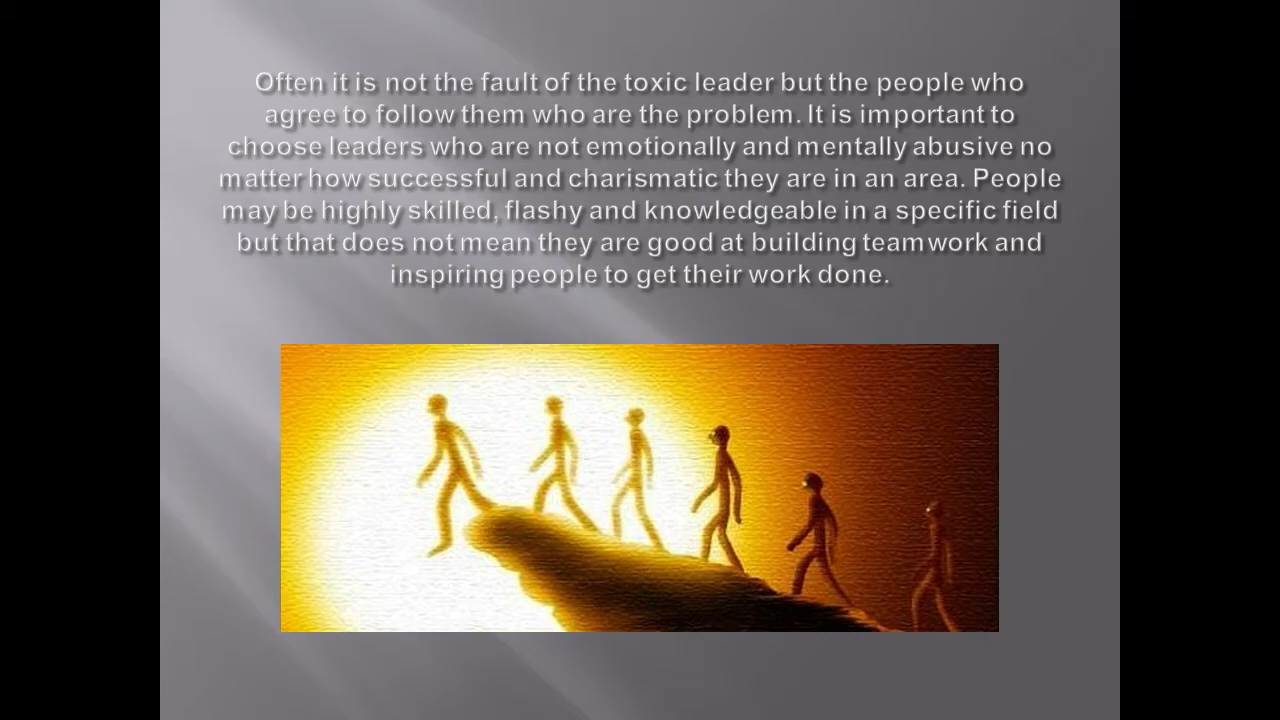 Often it is not the fault of the toxic leader but the people who
agree to follow them who are the problem. It is important to
choose leaders who are not emotionally and mentally abusive no
matter how successful and charismatic they are in an area. People
may be highly skilled, flashy and knowledgeable in a specific field
but that does not mean they are good at building teamwork and
inspiring people to get their work done.